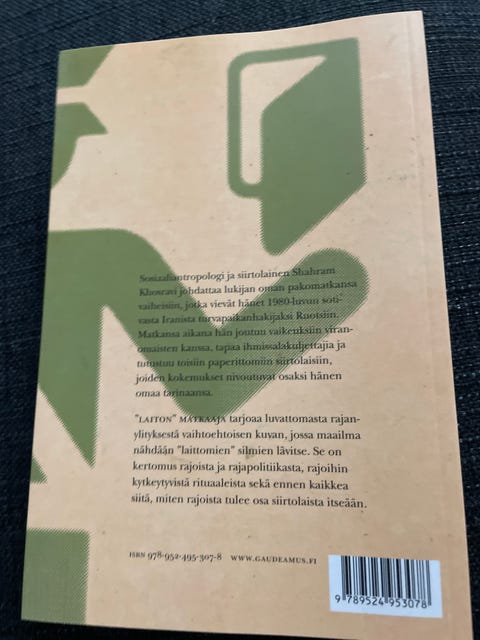 Sosiaaliantropologi ja siirtolainen Shahram
Khosravi johdattaa lukijan oman pakomatkansa
vaiheisiin, jotka vievät hänet 1980-luvun soti-
vasta Iranista turvapaikanhakijaksi Ruotsiin.
Matkansa aikana hän joutuu vaikeuksiin viran-
omaisten kanssa, tapaa ihmissalakuljettajia ja
tutustuu toisiin paperittomiin siirtolaisiin,
joiden kokemukset nivoutuvat osaksi hänen
omaa tarinaansa.
"LAITON" MATKAAJA tarjoaa luvattomasta rajan-
ylityksestä vaihtoehtoisen kuvan, jossa maailma
nähdään "laittomien" silmien lävitse. Se on
kertomus rajoista ja rajapolitiikasta, rajoihin
kytkeytyvistä rituaaleista sekä ennen kaikkea
siitä, miten rajoista tulee osa siirtolaista itseään.
ISBN 978-952-495-307-8 WWW.GAUDEAMUS.FI
9 789524 953078